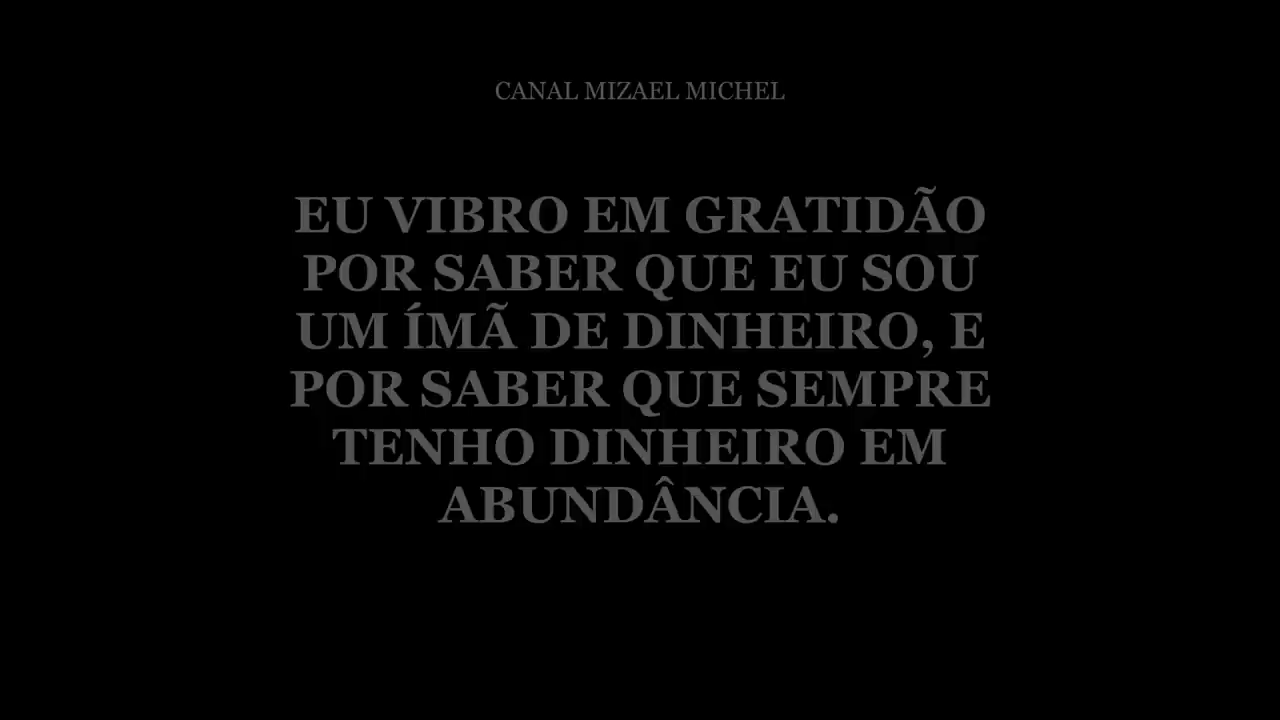 CANAL MIZAEL MICHEL
EU VIBRO EM GRATIDÃO
POR SABER QUE EU SOU
UM ÍMÃ DE DINHEIRO, E
POR SABER QUE SEMPRE
TENHO DINHEIRO EM
ABUNDÂNCIA.